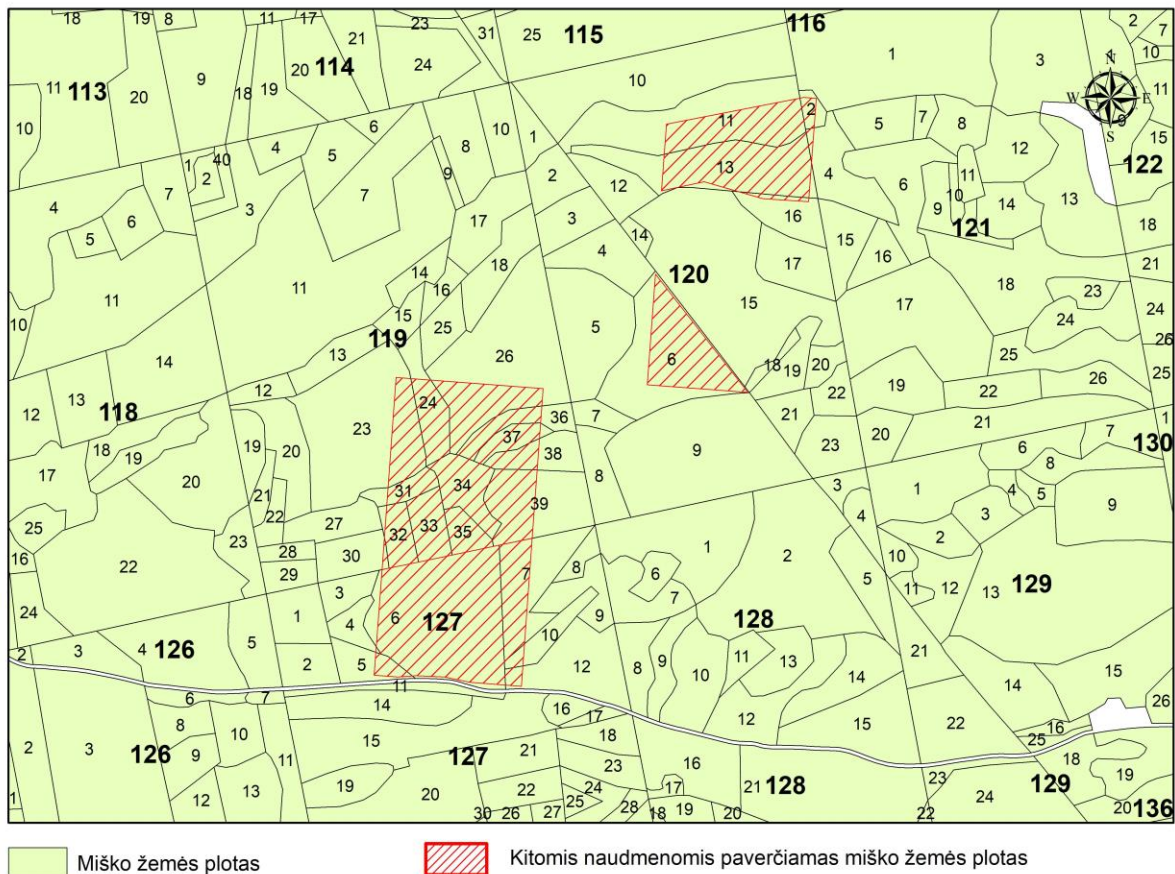 18 19 8 11 17 23 31 25 115 116 1 2 7
21 3 10
113 11 9 20 114 24 N
10 20 18 19 10 11
W E
11 2 5 7 8 9
6 S 15
1 40 4 5 8 10 1 12 122
2 9 13
7 7 2 12 4 6 11
4 6 3 17 3 16 9 10 14 13
5 14 121 18
18 4 15 16
11 11 14 16 120 17 18 21
10 15 25 15 17 23 24
119 5 24 26
14 13 26 6 18 19 20 25
12 24 22 19 22 26 25
12 13 118 23 36 7 21 21 1
18 19 20 37 38 9 23 20 6 7 130
19 8
17 20 21 31 34 39 8 3 1 4 5 9
25 22 27 32 33 35 4 3
16 22 23 28 30 1 2 2
29 7 8 6 5 10
24 3 7 11 12 13 129
1 4 6 127 9 128
2 3 4 126 5 10 11 13 21
2 5 12 8 9 10 14 15
6 7 11 14
14 16 17 12 15 22 26
8 10 15 21 18 25 16
2 3 126 9 11 127 23 16 18 19
12 13 19 20 22 24 17 21 128 23 24 129
1 30 26 27 25 28 18 19 20 22 20 136
Miško žemės plotas
Kitomis naudmenomis paverčiamas miško žemės plotas